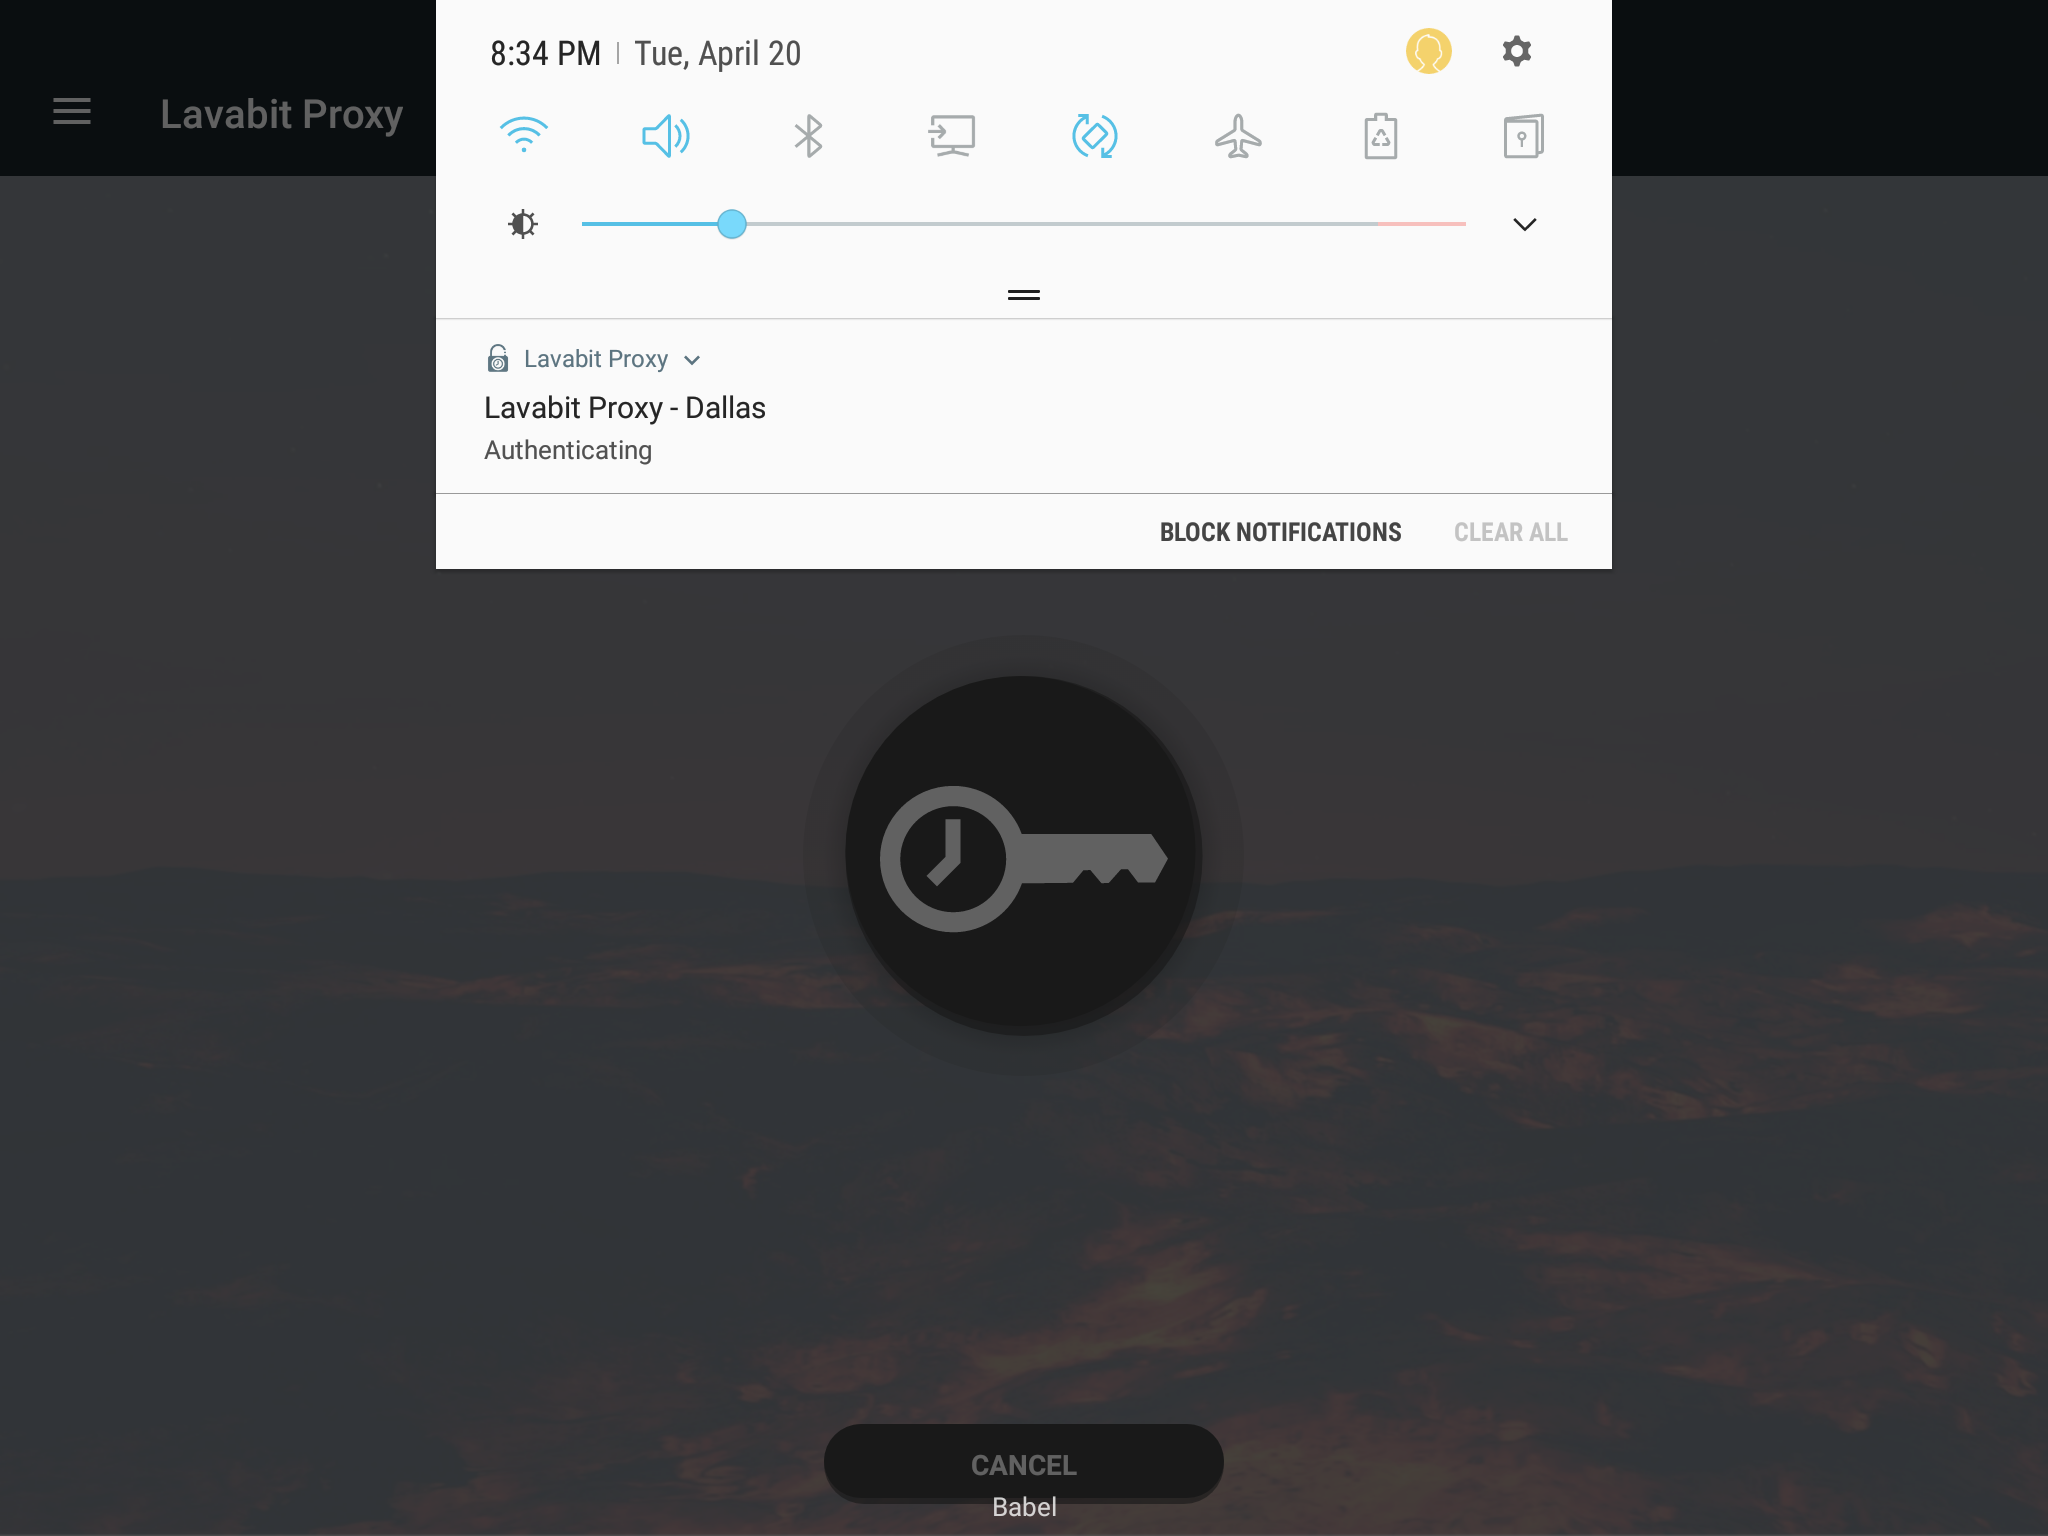 8:34 PM | Tue, April 20
Lavabit Proxy
Lavabit Proxy
Lavabit Proxy - Dallas
Authenticating
BLOCK NOTIFICATIONS CLEAR ALL
CANCEL
Babel